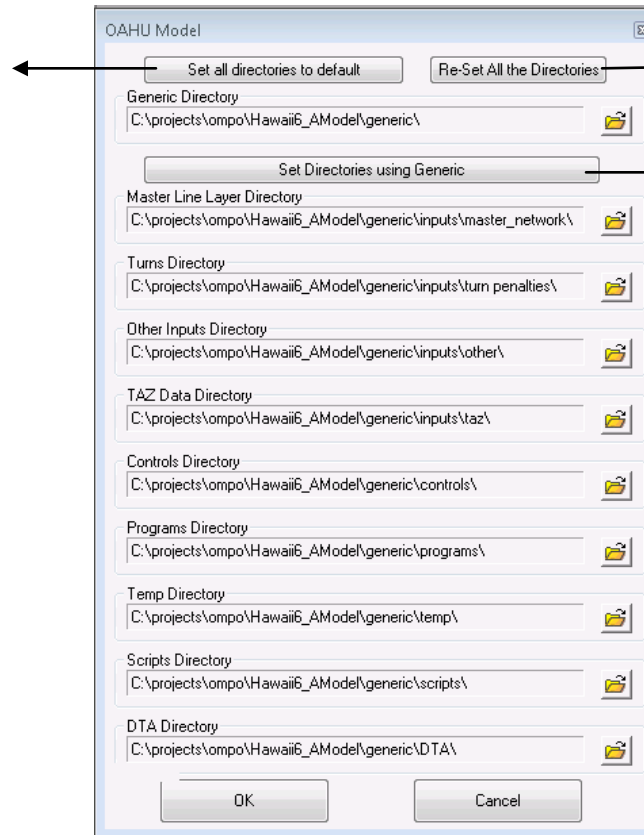 OAHU Model
Set all directories to default Re-Set All the Directories
Generic Directory
C:\projects\ompo\Hawaii6_AModel\generic\
Set Directories using Generic
Master Line Layer Directory
C:\projects\ompo\Hawaii6_AModel\generic\inputs\master_network\
Turns Directory
C:\projects\ompo\Hawaii6_AModel\generic\inputs\turn penalties\
Other Inputs Directory
C:\projects\ompo\Hawaii6_AModel\generic\inputs\other\
TAZ Data Directory
C:\projects\ompo\Hawaii6_AModel\generic\inputs\taz\
Controls Directory
C:\projects\ompo\Hawaii6_AModel\generic\controls\
Programs Directory
C:\projects\ompo\Hawaii6_AModel\generic\programs\
Temp Directory
C:\projects\ompo\Hawaii6_AModel\generic\temp\
Scripts Directory
C:\projects\ompo\Hawaii6_AModel\generic\scripts\
DTA Directory
C:\projects\ompo\Hawaii6_AModel\generic\DTA\
OK Cancel